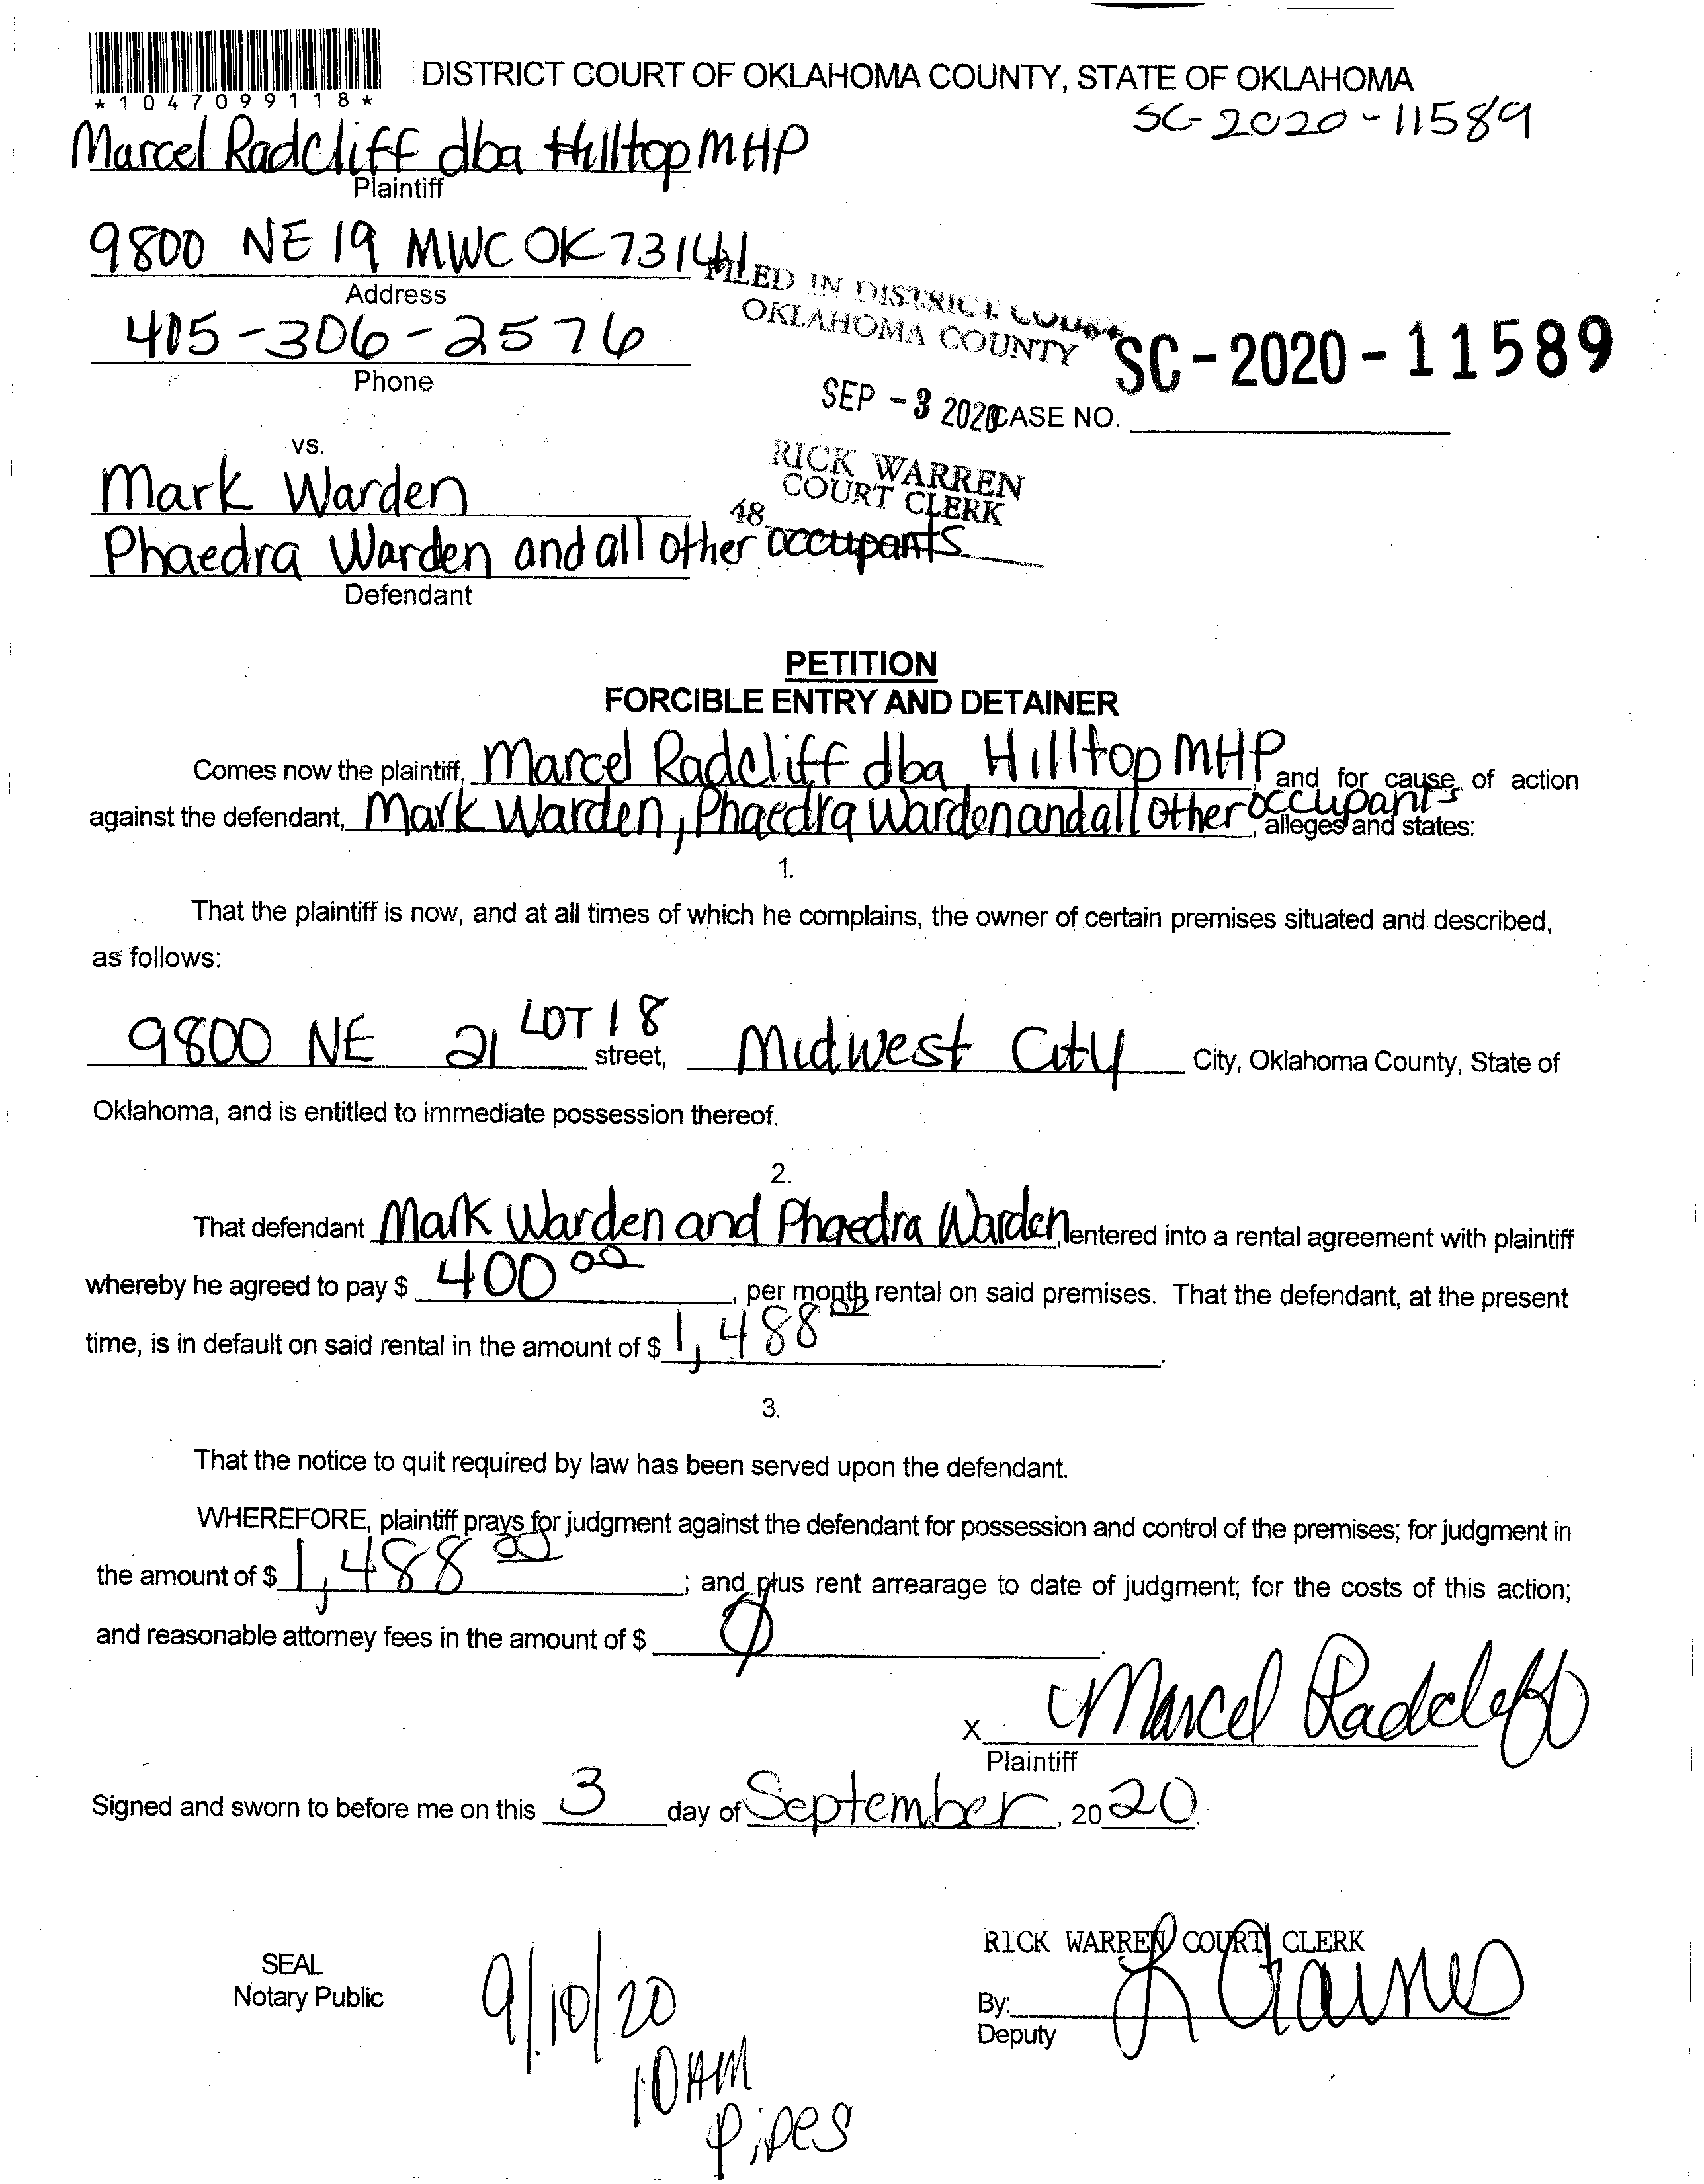 DISTRICT COURT OF OKLAHOMA COUNTY, STATE OF OKLAHOMA
*1047099118*
SC-2020-11589
Marcel Radcliff dba Hilltop MHP
Plaintiff
9800 NE 19 MWC OK 73141
FILED IN DISTRICT COURT
OKLAHOMA COUNTY
Address
405-306-2576
SC-2020-11589
Phone
SEP -3 2020
CASE NO.
vs.
RICK WARREN
COURT CLERK
Mark Warden
48
Phaedra Warden and all other occupants
Defendant
PETITION
FORCIBLE ENTRY AND DETAINER
Comes now the plaintiff, Marcel Radcliff dba Hilltop MHP and for cause of action
against the defendant, Mark Warden, Phaedra Warden and all other occupants, alleges and states:
1.
That the plaintiff is now, and at all times of which he complains, the owner of certain premises situated and described,
as follows:
9800 NE 21 LOT 18 street, Midwest City City, Oklahoma County, State of
Oklahoma, and is entitled to immediate possession thereof.
2.
That defendant Mark Warden and Phaedra Warden, entered into a rental agreement with plaintiff
whereby he agreed to pay $ 400 00, per month rental on said premises. That the defendant, at the present
time, is in default on said rental in the amount of $ 1,488 00.
3.
That the notice to quit required by law has been served upon the defendant.
WHEREFORE, plaintiff prays for judgment against the defendant for possession and control of the premises; for judgment in
the amount of $ 1,488 00; and plus rent arrearage to date of judgment; for the costs of this action;
and reasonable attorney fees in the amount of $ 0.
X Marcel Radcliff
Plaintiff
Signed and sworn to before me on this 3 day of September, 2020.
RICK WARREN COURT CLERK
SEAL
Notary Public
By: L Gaines
Deputy
9/10/20
10 AM
Pipes